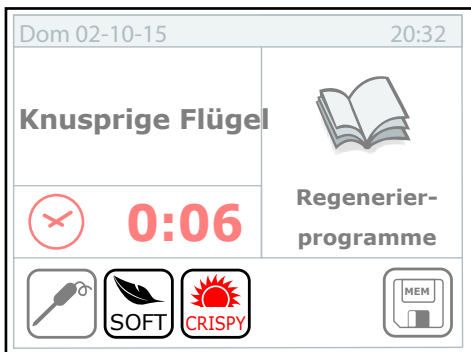 Dom 02-10-15 20:32
Knusprige Flügel
Regenerier-
programme
0:06
SOFT
CRISPY
MEM